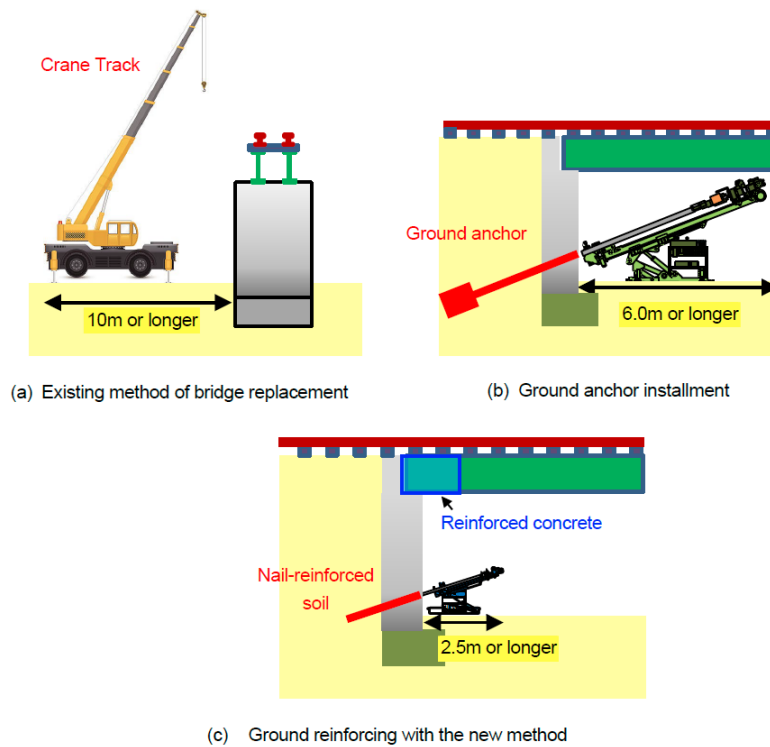 Crane Track
10m or longer
(a) Existing method of bridge replacement
Ground anchor
6.0m or longer
(b) Ground anchor installment
Reinforced concrete
Nail-reinforced
soil
2.5m or longer
(c) Ground reinforcing with the new method